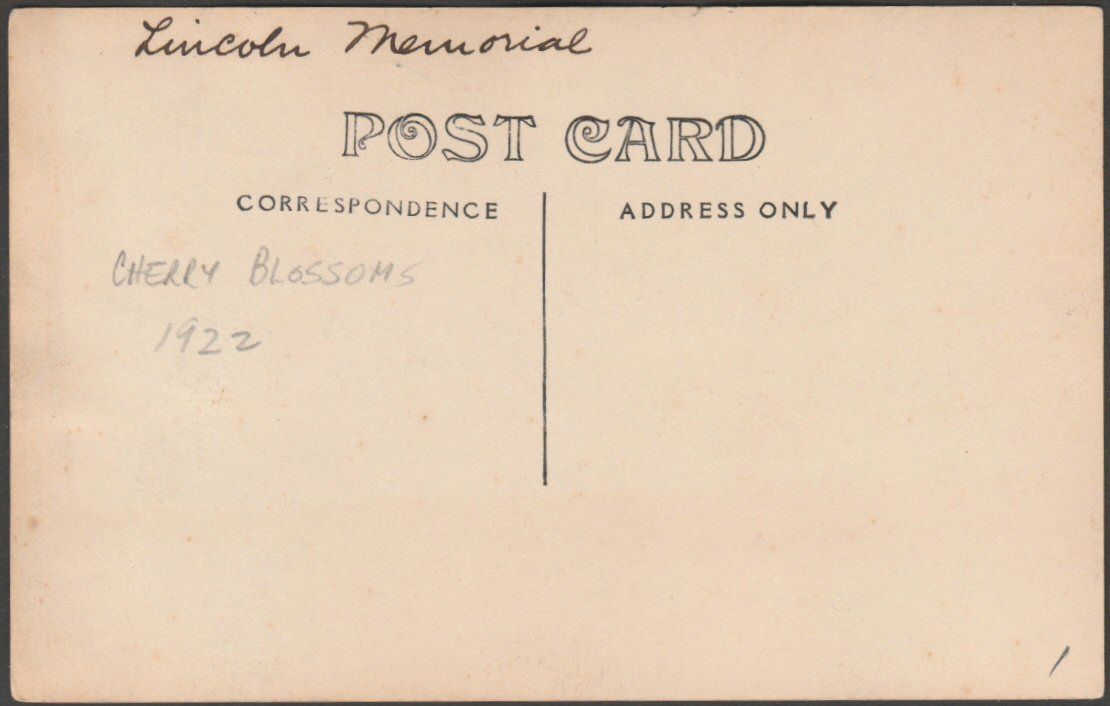 Lincoln Memorial
POST CARD
CORRESPONDENCE
ADDRESS ONLY
CHERRY BLOSSOMS
1922